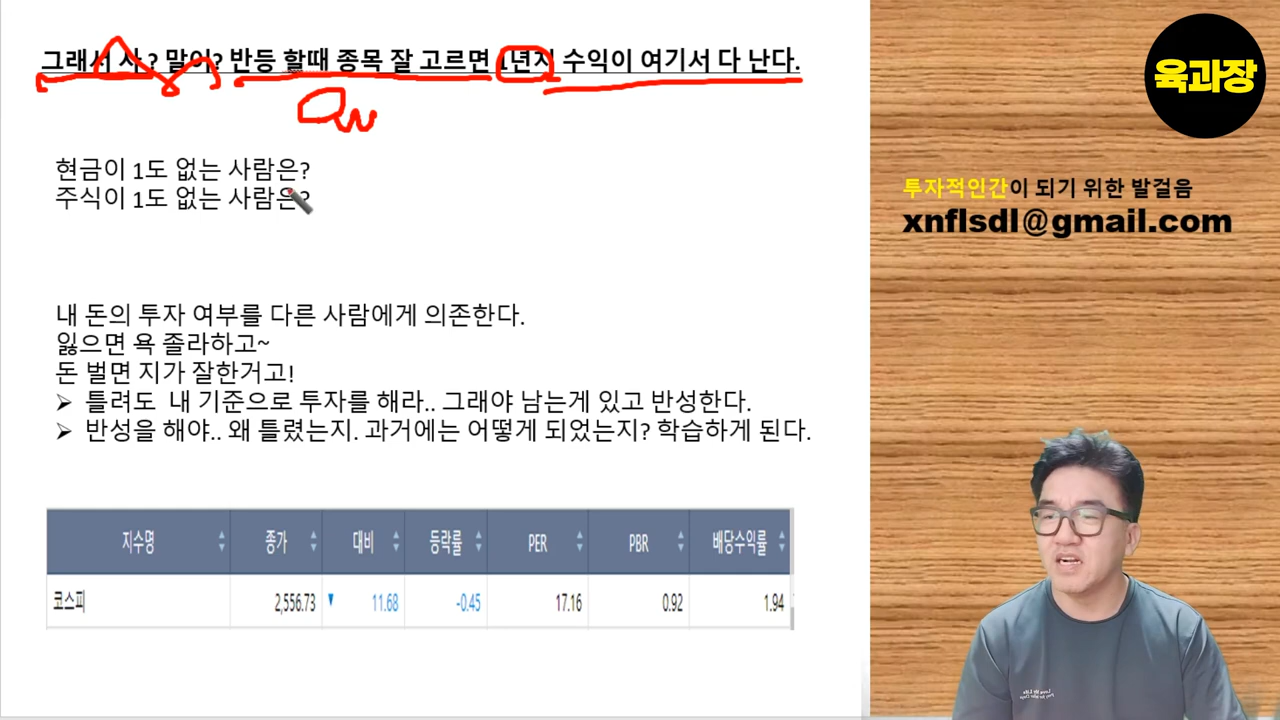 그래서 사 ? 말어? 반등 할때 종목 잘 고르면 1년치 수익이 여기서 다 난다.
현금이 1도 없는 사람은?
주식이 1도 없는 사람은?
내 돈의 투자 여부를 다른 사람에게 의존한다.
잃으면 욕 졸라하고~
돈 벌면 지가 잘한거고!
➢ 틀려도 내 기준으로 투자를 해라.. 그래야 남는게 있고 반성한다.
➢ 반성을 해야.. 왜 틀렸는지. 과거에는 어떻게 되었는지? 학습하게 된다.
지수명 종가 대비 등락률 PER PBR 배당수익률
코스피 2,556.73 ▼ 11.68 -0.45 17.16 0.92 1.94
육과장
투자적인간이 되기 위한 발걸음
xnflsdl@gmail.com